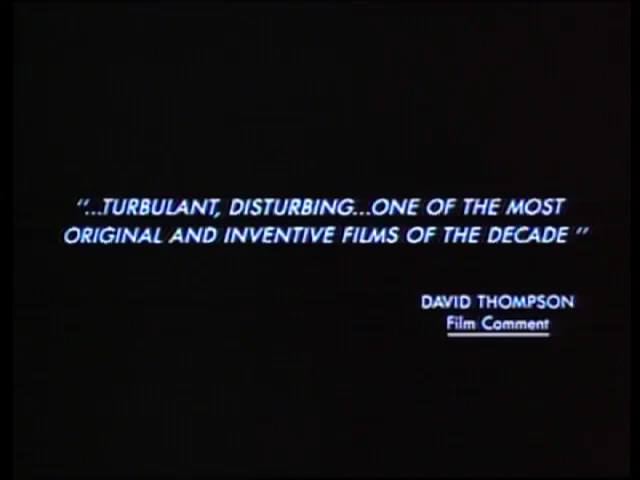 "...TURBULANT, DISTURBING...ONE OF THE MOST
ORIGINAL AND INVENTIVE FILMS OF THE DECADE"
DAVID THOMPSON
Film Comment